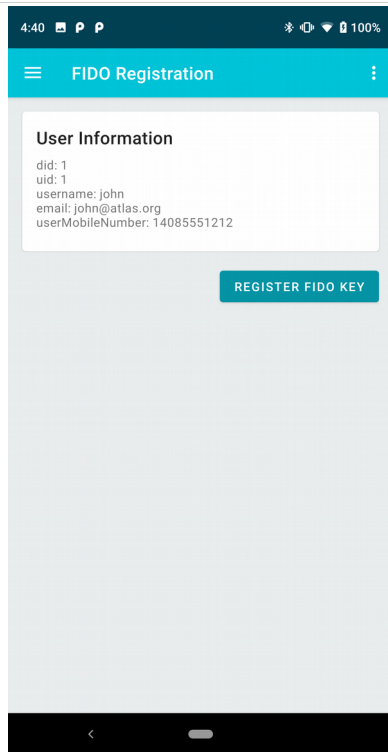 4:40
100%
FIDO Registration
User Information
did: 1
uid: 1
username: john
email: john@atlas.org
userMobileNumber: 14085551212
REGISTER FIDO KEY